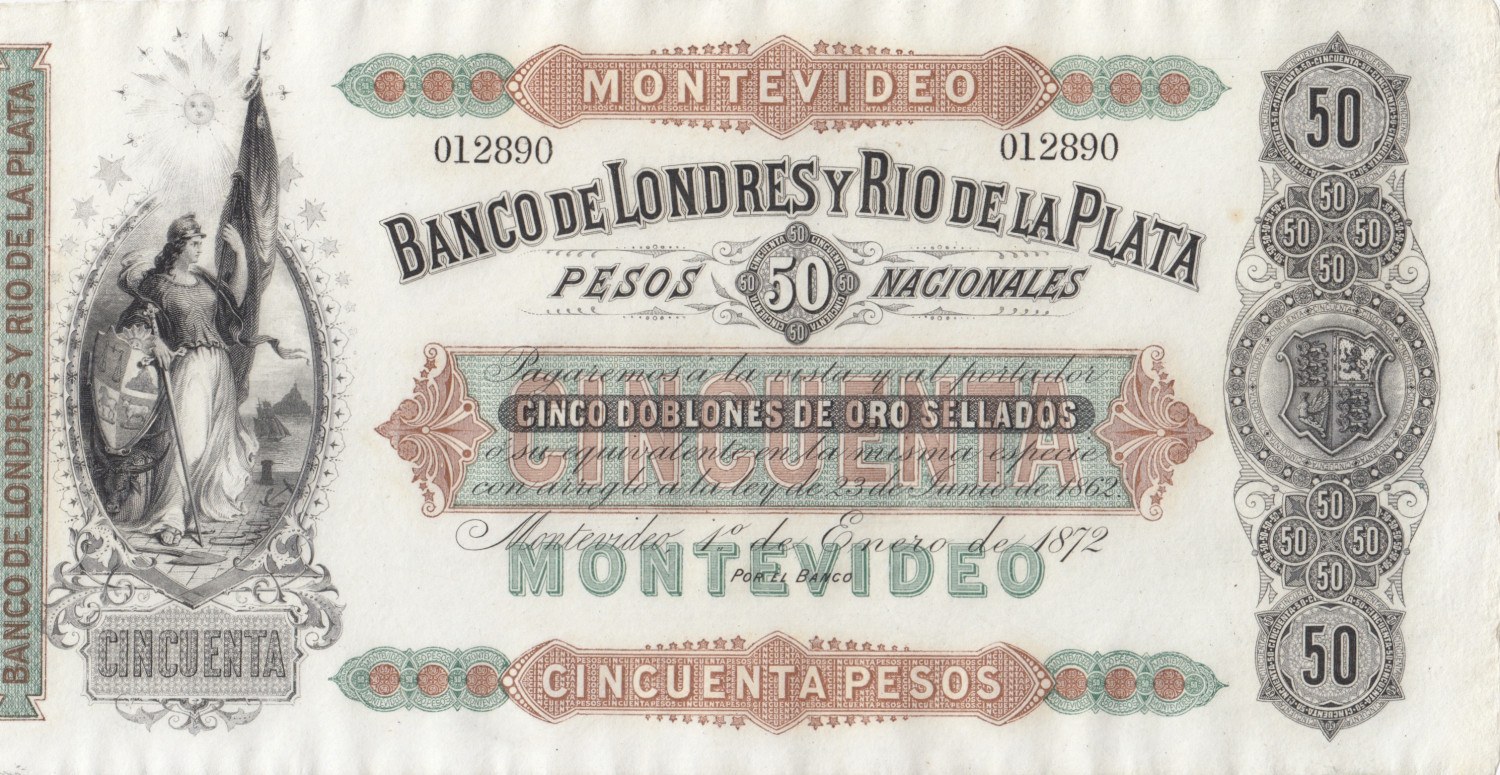 BANCO DE LONDRES Y RIO DE LA PLATA
MONTEVIDEO
012890
012890
BANCO DE LONDRES Y RIO DE LA PLATA
PESOS 50 NACIONALES
CINCUENTA
Pagaremos á la vista y al portador
CINCO DOBLONES DE ORO SELLADOS
o su equivalente en la misma especie
con arreglo a la ley de 23 de Junio de 1862.
Montevideo 1º de Enero de 1872
MONTEVIDEO
POR EL BANCO
CINCUENTA
CINCUENTA PESOS
50
50
50 50
50
50
50 50
50
50